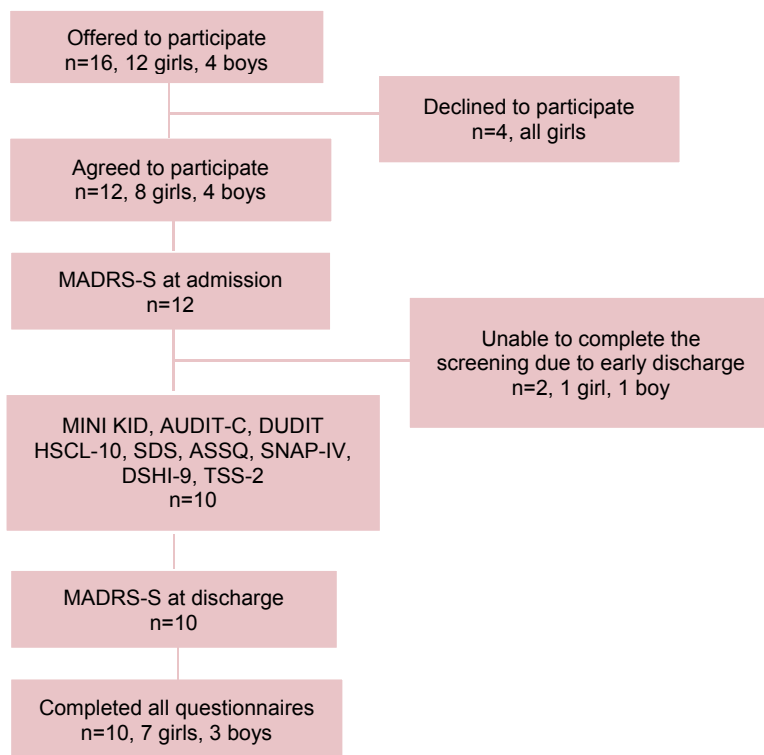 Offered to participate
n=16, 12 girls, 4 boys
Declined to participate
n=4, all girls
Agreed to participate
n=12, 8 girls, 4 boys
MADRS-S at admission
n=12
Unable to complete the
screening due to early discharge
n=2, 1 girl, 1 boy
MINI KID, AUDIT-C, DUDIT
HSCL-10, SDS, ASSQ, SNAP-IV,
DSHI-9, TSS-2
n=10
MADRS-S at discharge
n=10
Completed all questionnaires
n=10, 7 girls, 3 boys